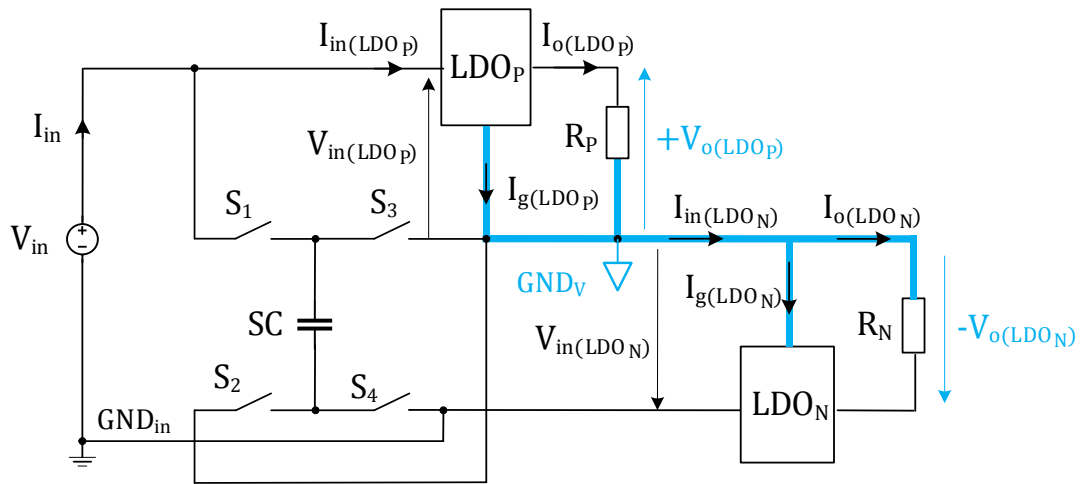 I_in(LDO_P)
I_o(LDO_P)
LDO_P
I_in
R_P
+V_o(LDO_P)
V_in(LDO_P)
I_g(LDO_P)
S_1
S_3
I_in(LDO_N)
I_o(LDO_N)
V_in
+
-
GND_V
I_g(LDO_N)
SC
R_N
-V_o(LDO_N)
V_in(LDO_N)
S_2
S_4
LDO_N
GND_in